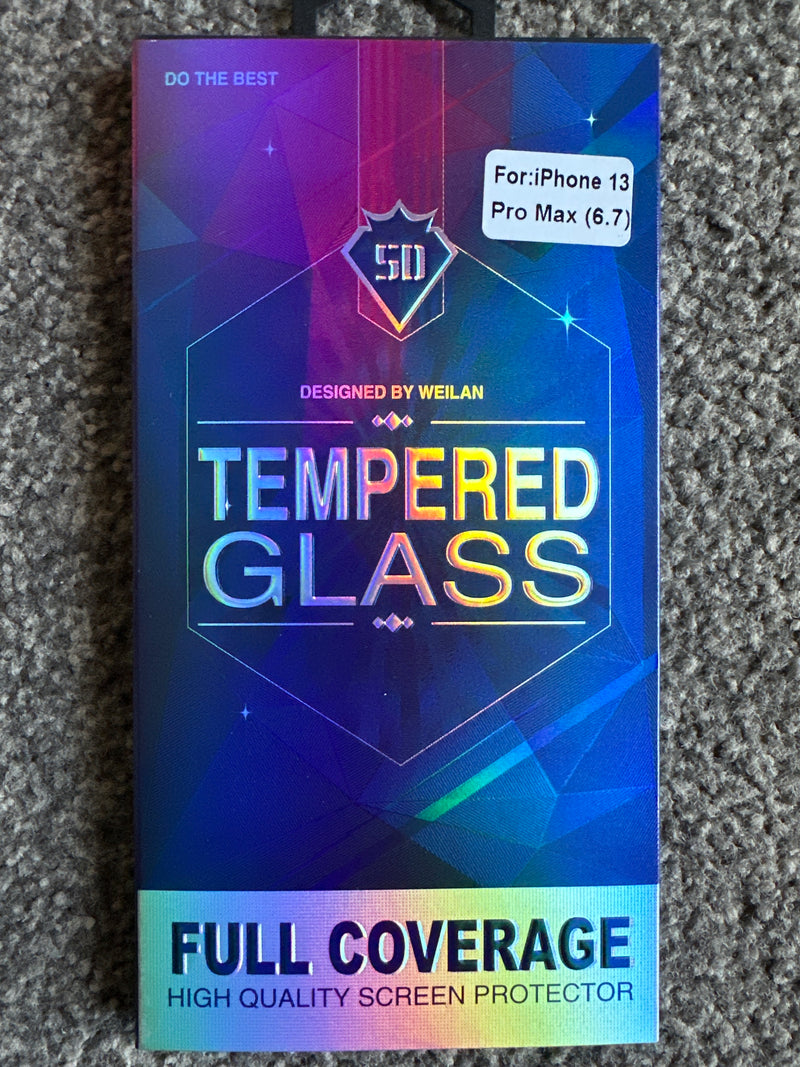 DO THE BEST
For:iPhone 13
Pro Max (6.7)
5D
DESIGNED BY WEILAN
TEMPERED
GLASS
FULL COVERAGE
HIGH QUALITY SCREEN PROTECTOR